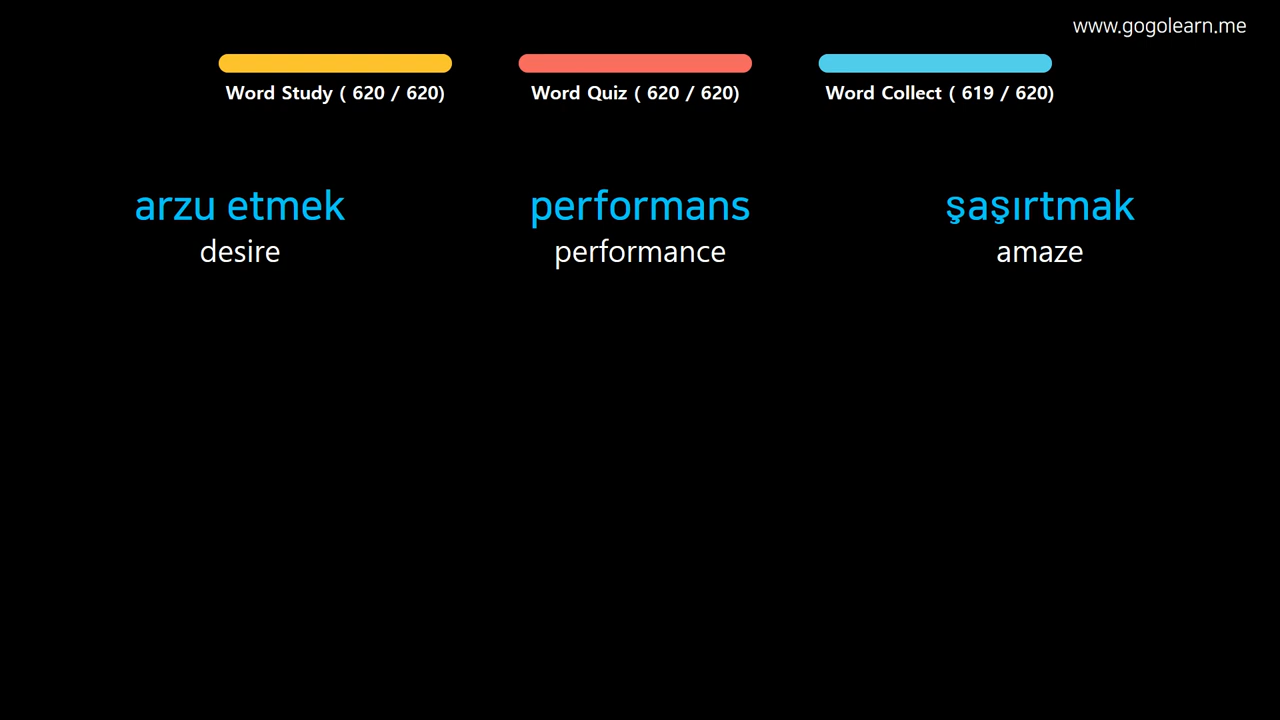 www.gogolearn.me
Word Study ( 620 / 620)
Word Quiz ( 620 / 620)
Word Collect ( 619 / 620)
arzu etmek
desire
performans
performance
şaşırtmak
amaze